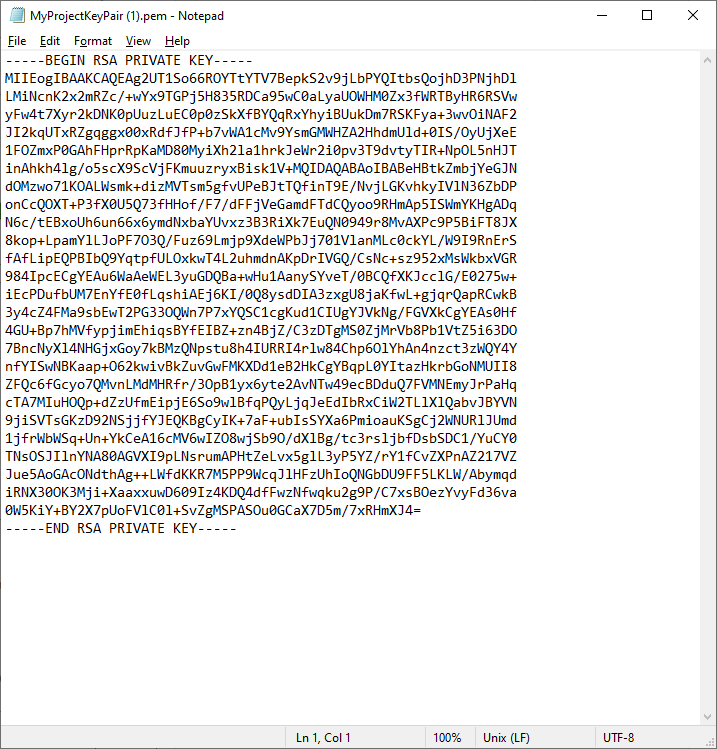 MyProjectKeyPair (1).pem - Notepad
File Edit Format View Help
-----BEGIN RSA PRIVATE KEY-----
MIIEogIBAAKCAQEAg2UT1So66ROYTtYTV7BepkS2v9jLbPYQItbsQojhD3PNjhDl
LMiNcnK2x2mRZc/+wYx9TGPj5H835RDCa95wC0aLyaUOWHM0Zx3fWRTByHR6RSVw
yFw4t7Xyr2kDNK0pUuzLuEC0p0zSkXfBYQqRxYhyiBUukDm7RSKFya+3wvOiNAF2
JI2kqUTxRZgqggx00xRdfJfP+b7vWA1cMv9YsmGMWHZA2HhdmUld+0IS/OyUjXeE
1FOZmxP0GAhFHprRpKaMD80MyiXh2la1hrkJeWr2i0pv3T9dvtyTIR+NpOL5nHJT
inAhkh4lg/o5scX9ScVjFKmuuzryxBisk1V+MQIDAQABAoIBABeHBtkZmbjYeGJN
dOMzwo71KOALWsmk+dizMVTsm5gfvUPeBJtTQfinT9E/NvjLGKvhkyIVlN36ZbDP
onCcQOXT+P3fX0U5Q73fHHof/F7/dFFjVeGamdFTdCQyoo9RHmAp5ISWmYKHgADq
N6c/tEBxoUh6un66x6ymdNxbaYUvxz3B3RiXk7EuQN0949r8MvAXPc9P5BiFT8JX
8kop+LpamYlLJoPF7O3Q/Fuz69Lmjp9XdeWPbJj701VlanMLc0ckYL/W9I9RnErS
fAfLipEQPBIbQ9YqtpfULOxkwT4L2uhmdnAKpDrIVGQ/CsNc+sz952xMsWkbxVGR
984IpcECgYEAu6WaAeWEL3yuGDQBa+wHu1AanySYveT/0BCQfXKJcclG/E0275w+
iEcPDufbUM7EnYfE0fLqshiAEj6KI/0Q8ysdDIA3zxgU8jaKfwL+gjqrQapRCwkB
3y4cZ4FMa9sbEwT2PG33OQWn7P7xYQSC1cgKud1CIUgYJVkNg/FGVXkCgYEAs0Hf
4GU+Bp7hMVfypjimEhiqsBYfEIBZ+zn4BjZ/C3zDTgMS0ZjMrVb8Pb1VtZ5i63DO
7BncNyXl4NHGjxGoy7kBMzQNpstu8h4IURRI4rlw84Chp6OlYhAn4nzct3zWQY4Y
nfYISwNBKaap+O62kwivBkZuvGwFMKXDd1eB2HkCgYBqpL0YItazHkrbGoNMUII8
ZFQc6fGcyo7QMvnLMdMHRfr/3OpB1yx6yte2AvNTw49ecBDduQ7FVMNEmyJrPaHq
cTA7MIuHOQp+dZzUfmEipjE6So9wlBfqPQyLjqJeEdIbRxCiW2TLlXlQabvJBYVN
9jiSVTsGKzD92NSjjfYJEQKBgCyIK+7aF+ubIsSYXa6PmioauKSgCj2WNURlJUmd
1jfrWbWSq+Un+YkCeA16cMV6wIZO8wjSb9O/dXlBg/tc3rsljbfDsbSDC1/YuCY0
TNsOSJIlnYNA80AGVXI9pLNsrumAPHtZeLvx5glL3yP5YZ/rY1fCvZXPnAZ217VZ
Jue5AoGAcONdthAg++LWfdKKR7M5PP9WcqJlHFzUhIoQNGbDU9FF5LKLW/Abymqd
iRNX30OK3Mji+XaaxxuwD609Iz4KDQ4dfFwzNfwqku2g9P/C7xsBOezYvyFd36va
0W5KiY+BY2X7pUoFVlC0l+SvZgMSPASOu0GCaX7D5m/7xRHmXJ4=
-----END RSA PRIVATE KEY-----
Ln 1, Col 1 100% Unix (LF) UTF-8